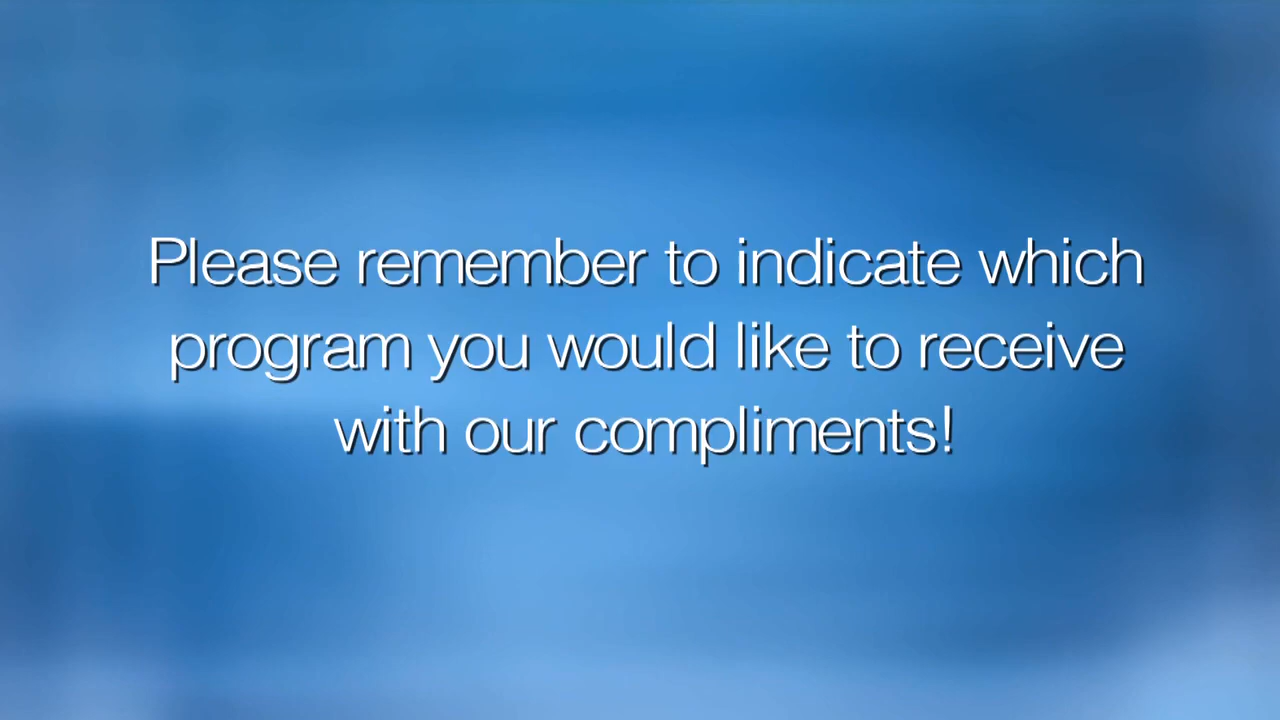 Please remember to indicate which
program you would like to receive
with our compliments!